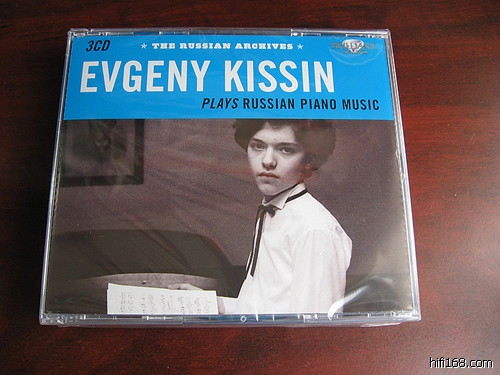 3CD
★ THE RUSSIAN ARCHIVES ★
EVGENY KISSIN
PLAYS RUSSIAN PIANO MUSIC
hifi168.com